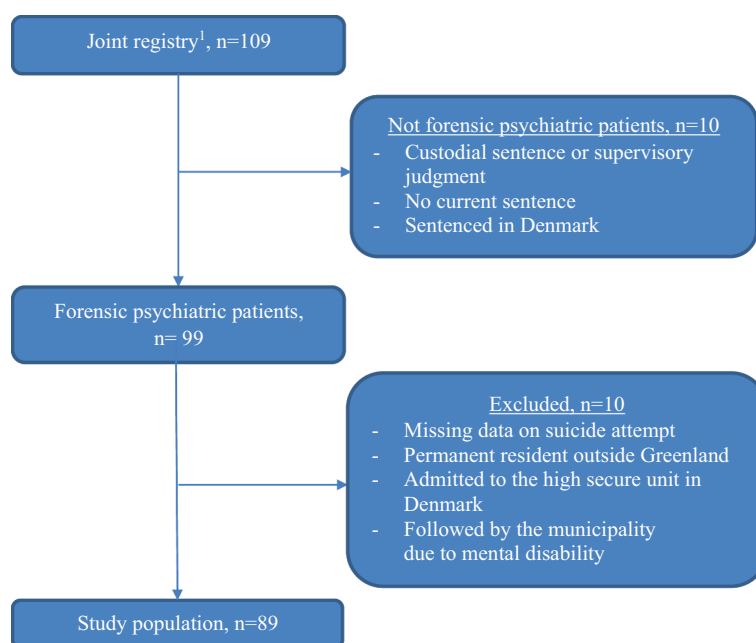 Joint registry¹, n=109
Not forensic psychiatric patients, n=10
- Custodial sentence or supervisory
judgment
- No current sentence
- Sentenced in Denmark
Forensic psychiatric patients,
n= 99
Excluded, n=10
- Missing data on suicide attempt
- Permanent resident outside Greenland
- Admitted to the high secure unit in
Denmark
- Followed by the municipality
due to mental disability
Study population, n=89